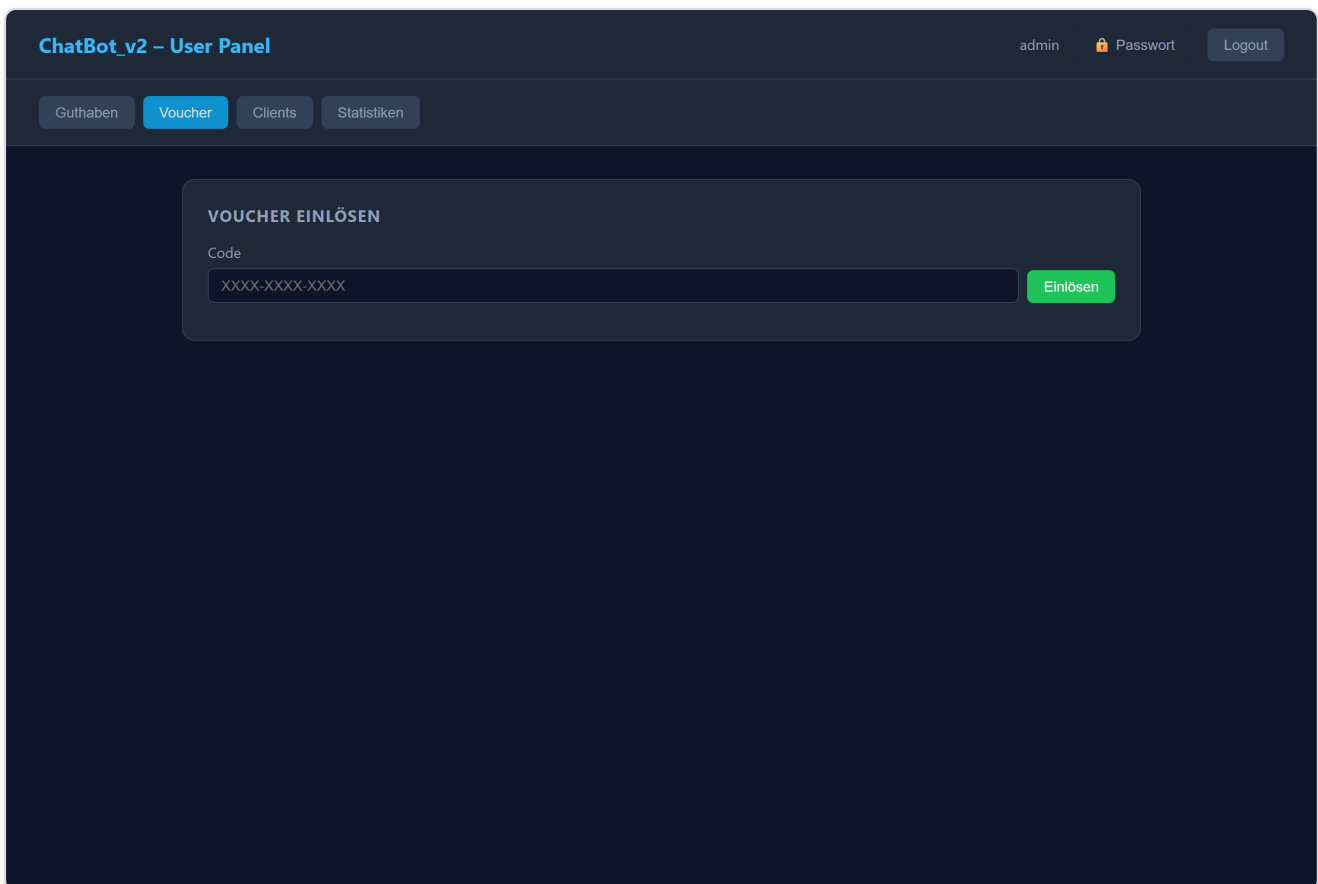 ChatBot_v2 – User Panel
admin
Passwort
Logout
Guthaben
Voucher
Clients
Statistiken
VOUCHER EINLÖSEN
Code
XXXX-XXXX-XXXX
Einlösen